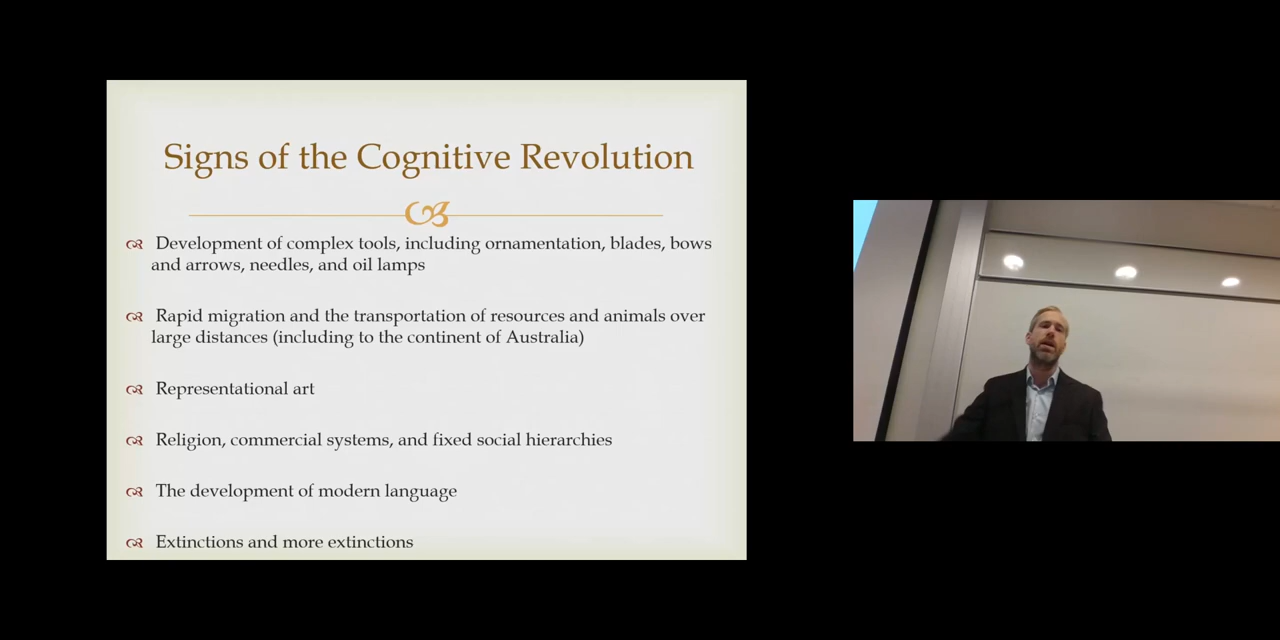 Signs of the Cognitive Revolution
Development of complex tools, including ornamentation, blades, bows
and arrows, needles, and oil lamps
Rapid migration and the transportation of resources and animals over
large distances (including to the continent of Australia)
Representational art
Religion, commercial systems, and fixed social hierarchies
The development of modern language
Extinctions and more extinctions